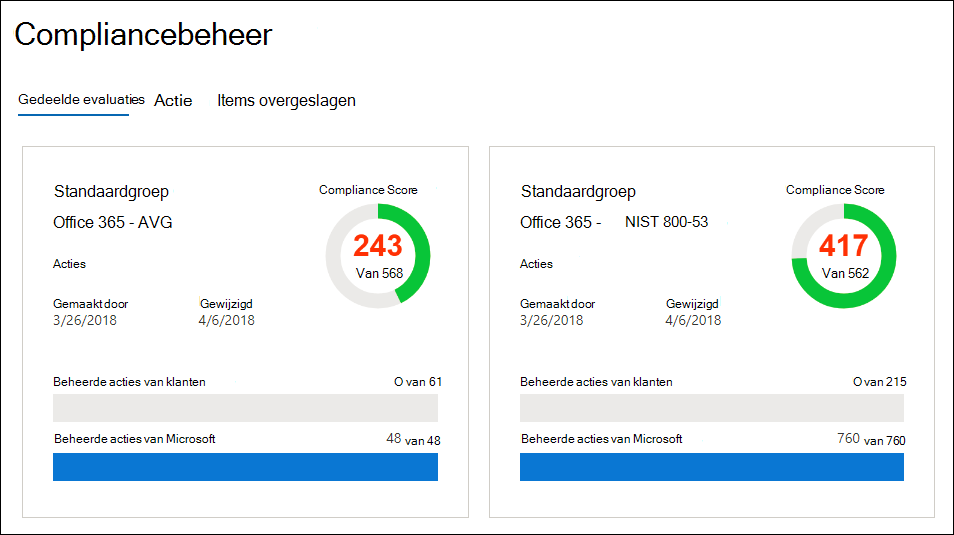 Compliancebeheer
Gedeelde evaluaties Actie Items overgeslagen
Standaardgroep
Compliance Score
Office 365 - AVG
243
Van 568
Acties
Gemaakt door Gewijzigd
3/26/2018 4/6/2018
Beheerde acties van klanten O van 61
Beheerde acties van Microsoft 48 van 48
Standaardgroep
Compliance Score
Office 365 - NIST 800-53
417
Van 562
Acties
Gemaakt door Gewijzigd
3/26/2018 4/6/2018
Beheerde acties van klanten O van 215
Beheerde acties van Microsoft 760 van 760